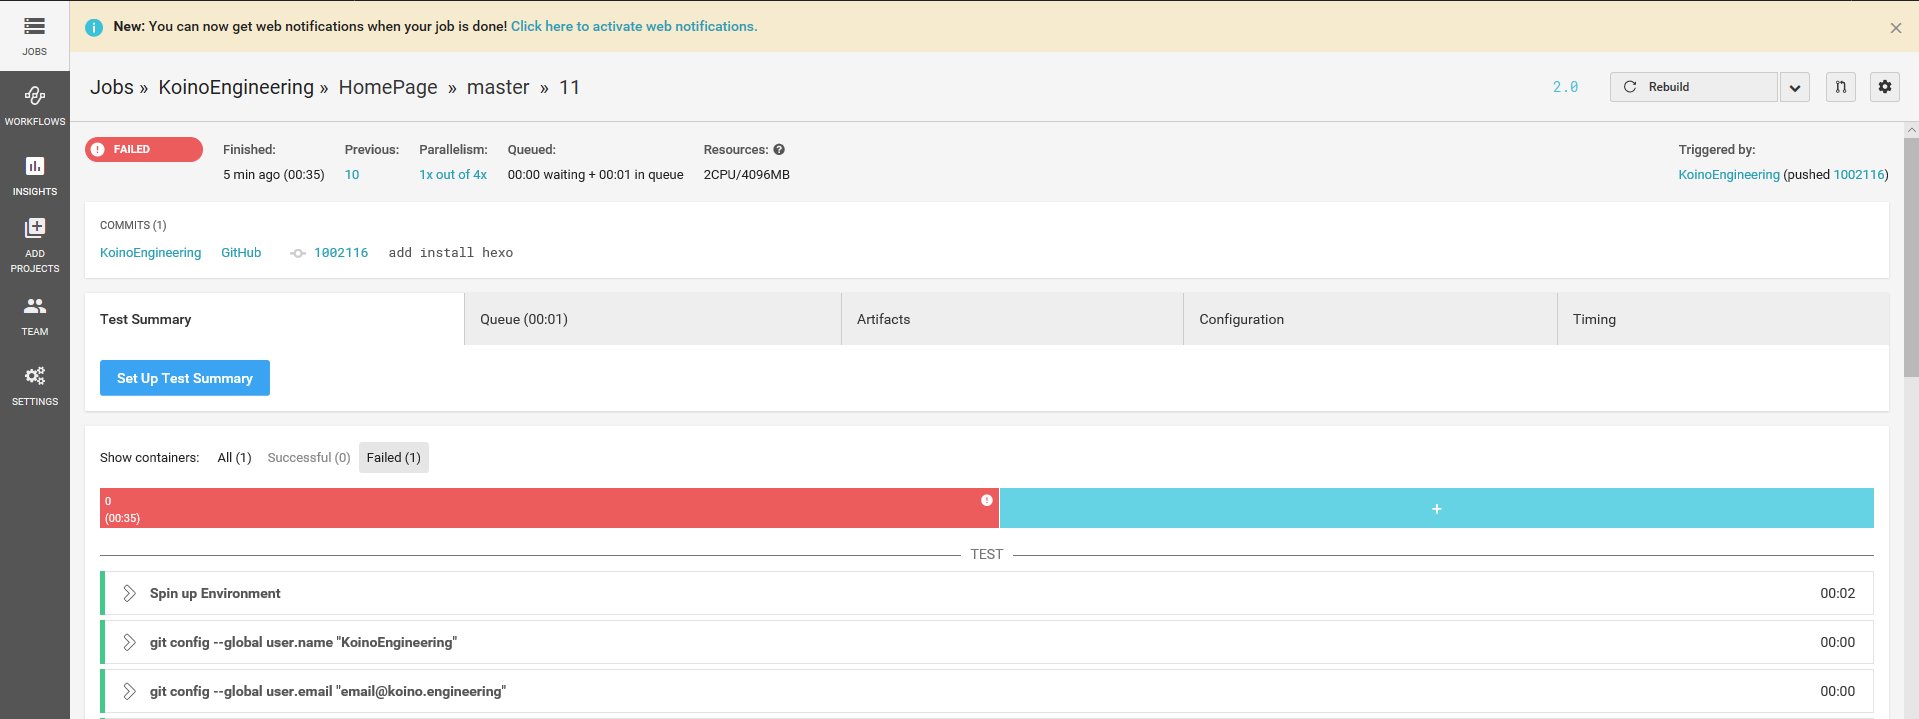 JOBS
WORKFLOWS
INSIGHTS
ADD
PROJECTS
TEAM
SETTINGS
New: You can now get web notifications when your job is done! Click here to activate web notifications.
Jobs » KoinoEngineering » HomePage » master » 11
2.0
Rebuild
FAILED
Finished:
5 min ago (00:35)
Previous:
10
Parallelism:
1x out of 4x
Queued:
00:00 waiting + 00:01 in queue
Resources:
2CPU/4096MB
Triggered by:
KoinoEngineering (pushed 1002116)
COMMITS (1)
KoinoEngineering GitHub 1002116 add install hexo
Test Summary
Queue (00:01)
Artifacts
Configuration
Timing
Set Up Test Summary
Show containers: All (1) Successful (0) Failed (1)
0
(00:35)
+
TEST
Spin up Environment 00:02
git config --global user.name "KoinoEngineering" 00:00
git config --global user.email "email@koino.engineering" 00:00